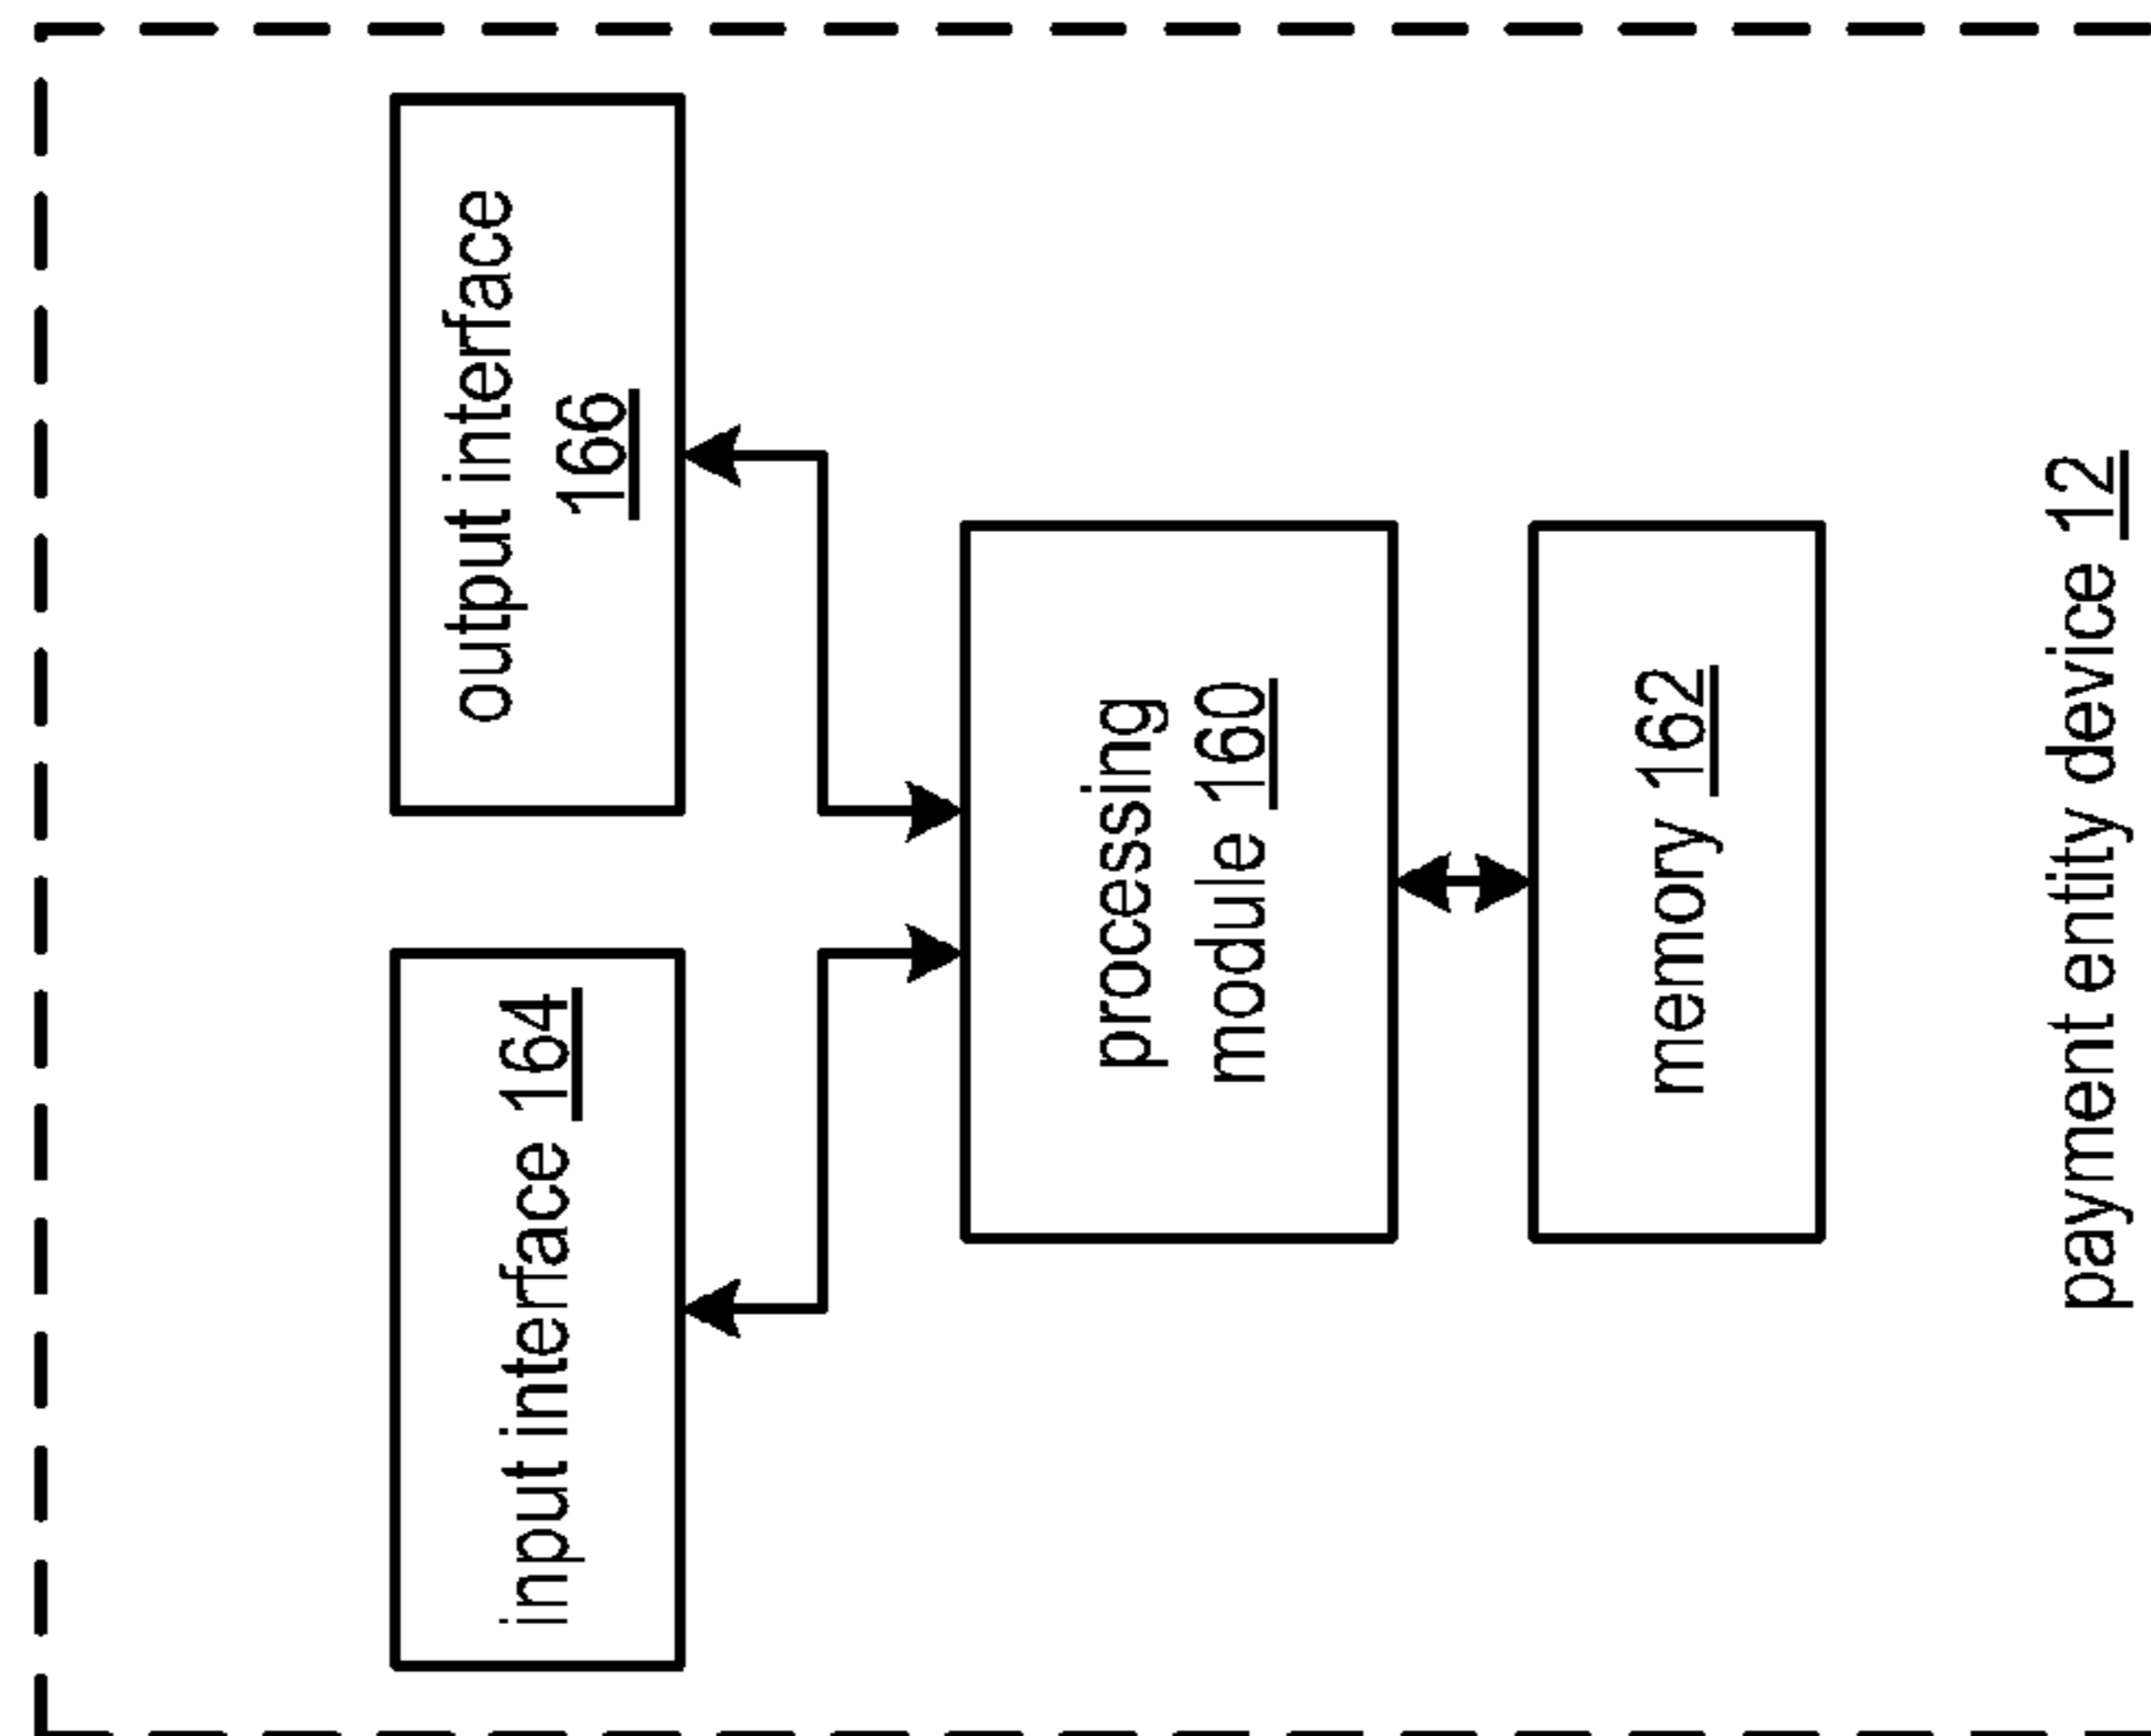 input interface 164
output interface
166
processing
module 160
memory 162
payment entity device 12